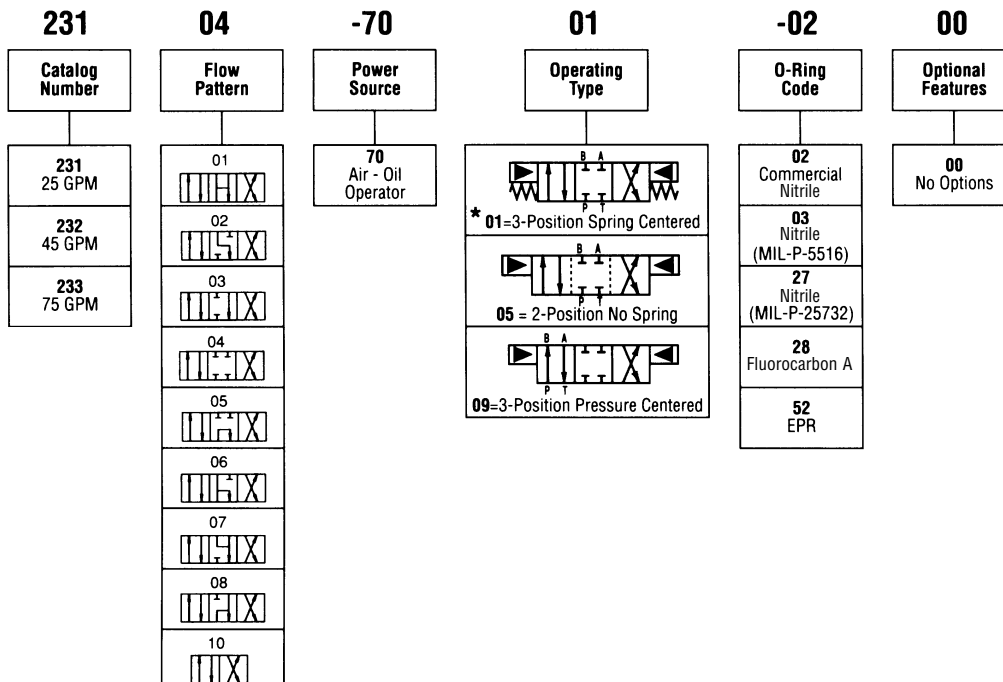 231 04 -70 01 -02 00
Catalog
Number
Flow
Pattern
Power
Source
Operating
Type
O-Ring
Code
Optional
Features
231
25 GPM
232
45 GPM
233
75 GPM
01
02
03
04
05
06
07
08
10
70
Air - Oil
Operator
B A
P T
* 01=3-Position Spring Centered
B A
P T
05 = 2-Position No Spring
B A
P T
09=3-Position Pressure Centered
02
Commercial
Nitrile
03
Nitrile
(MIL-P-5516)
27
Nitrile
(MIL-P-25732)
28
Fluorocarbon A
52
EPR
00
No Options